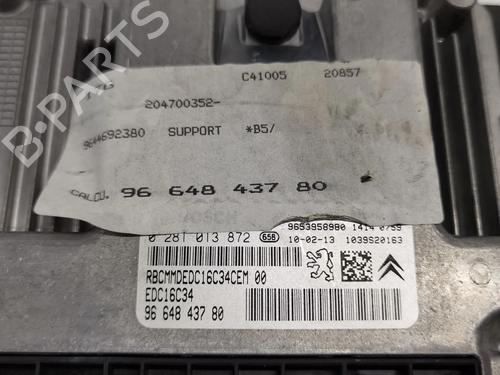 C41005 20857
204700352-
9644692380 SUPPORT *B5/
CALCU. 96 648 437 80
9653958980 1414 0759
0 281 013 872 658 10-02-13 1039S20163
RBCMMDEDC16C34CEM 00
EDC16C34
96 648 437 80
B-PARTS